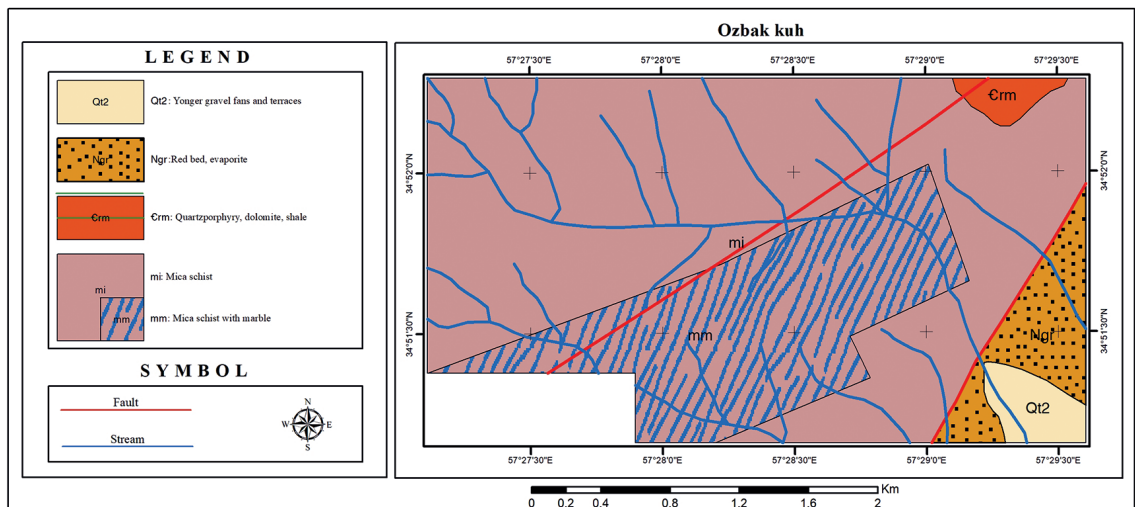 Ozbak kuh
LEGEND
Qt2
Qt2: Yonger gravel fans and terraces
Ngr
Ngr:Red bed, evaporite
Єrm
Єrm: Quartzporphyyy, dolomite, shale
mi
mi: Mica schist
mm
mm: Mica schist with marble
SYMBOL
Fault
Stream
N
W E
S
57°27'30"E 57°28'0"E 57°28'30"E 57°29'0"E 57°29'30"E
34°52'0"N
34°51'30"N
Єrm
mi
mm
Ngr
Qt2
34°52'0"N
34°51'30"N
57°27'30"E 57°28'0"E 57°28'30"E 57°29'0"E 57°29'30"E
Km
0 0.2 0.4 0.8 1.2 1.6 2